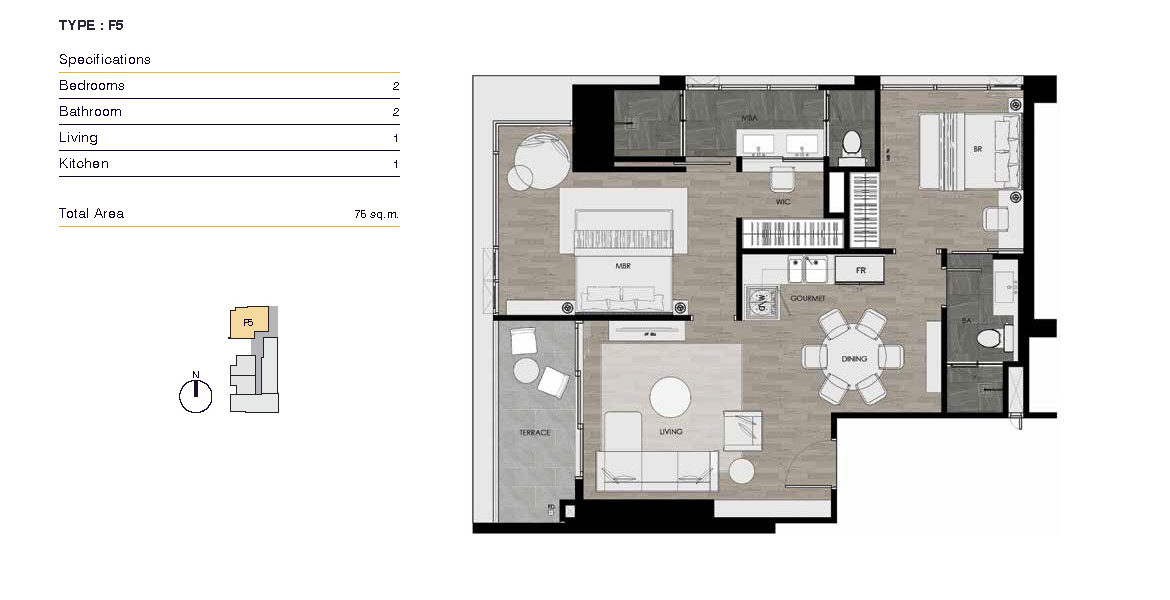 TYPE : F5
Specifications
Bedrooms 2
Bathroom 2
Living 1
Kitchen 1
Total Area 75 sq.m.
F5
N
MBA
BR
WIC
MBR
FR
W/D
GOURMET
BA
DINING
TERRACE
LIVING